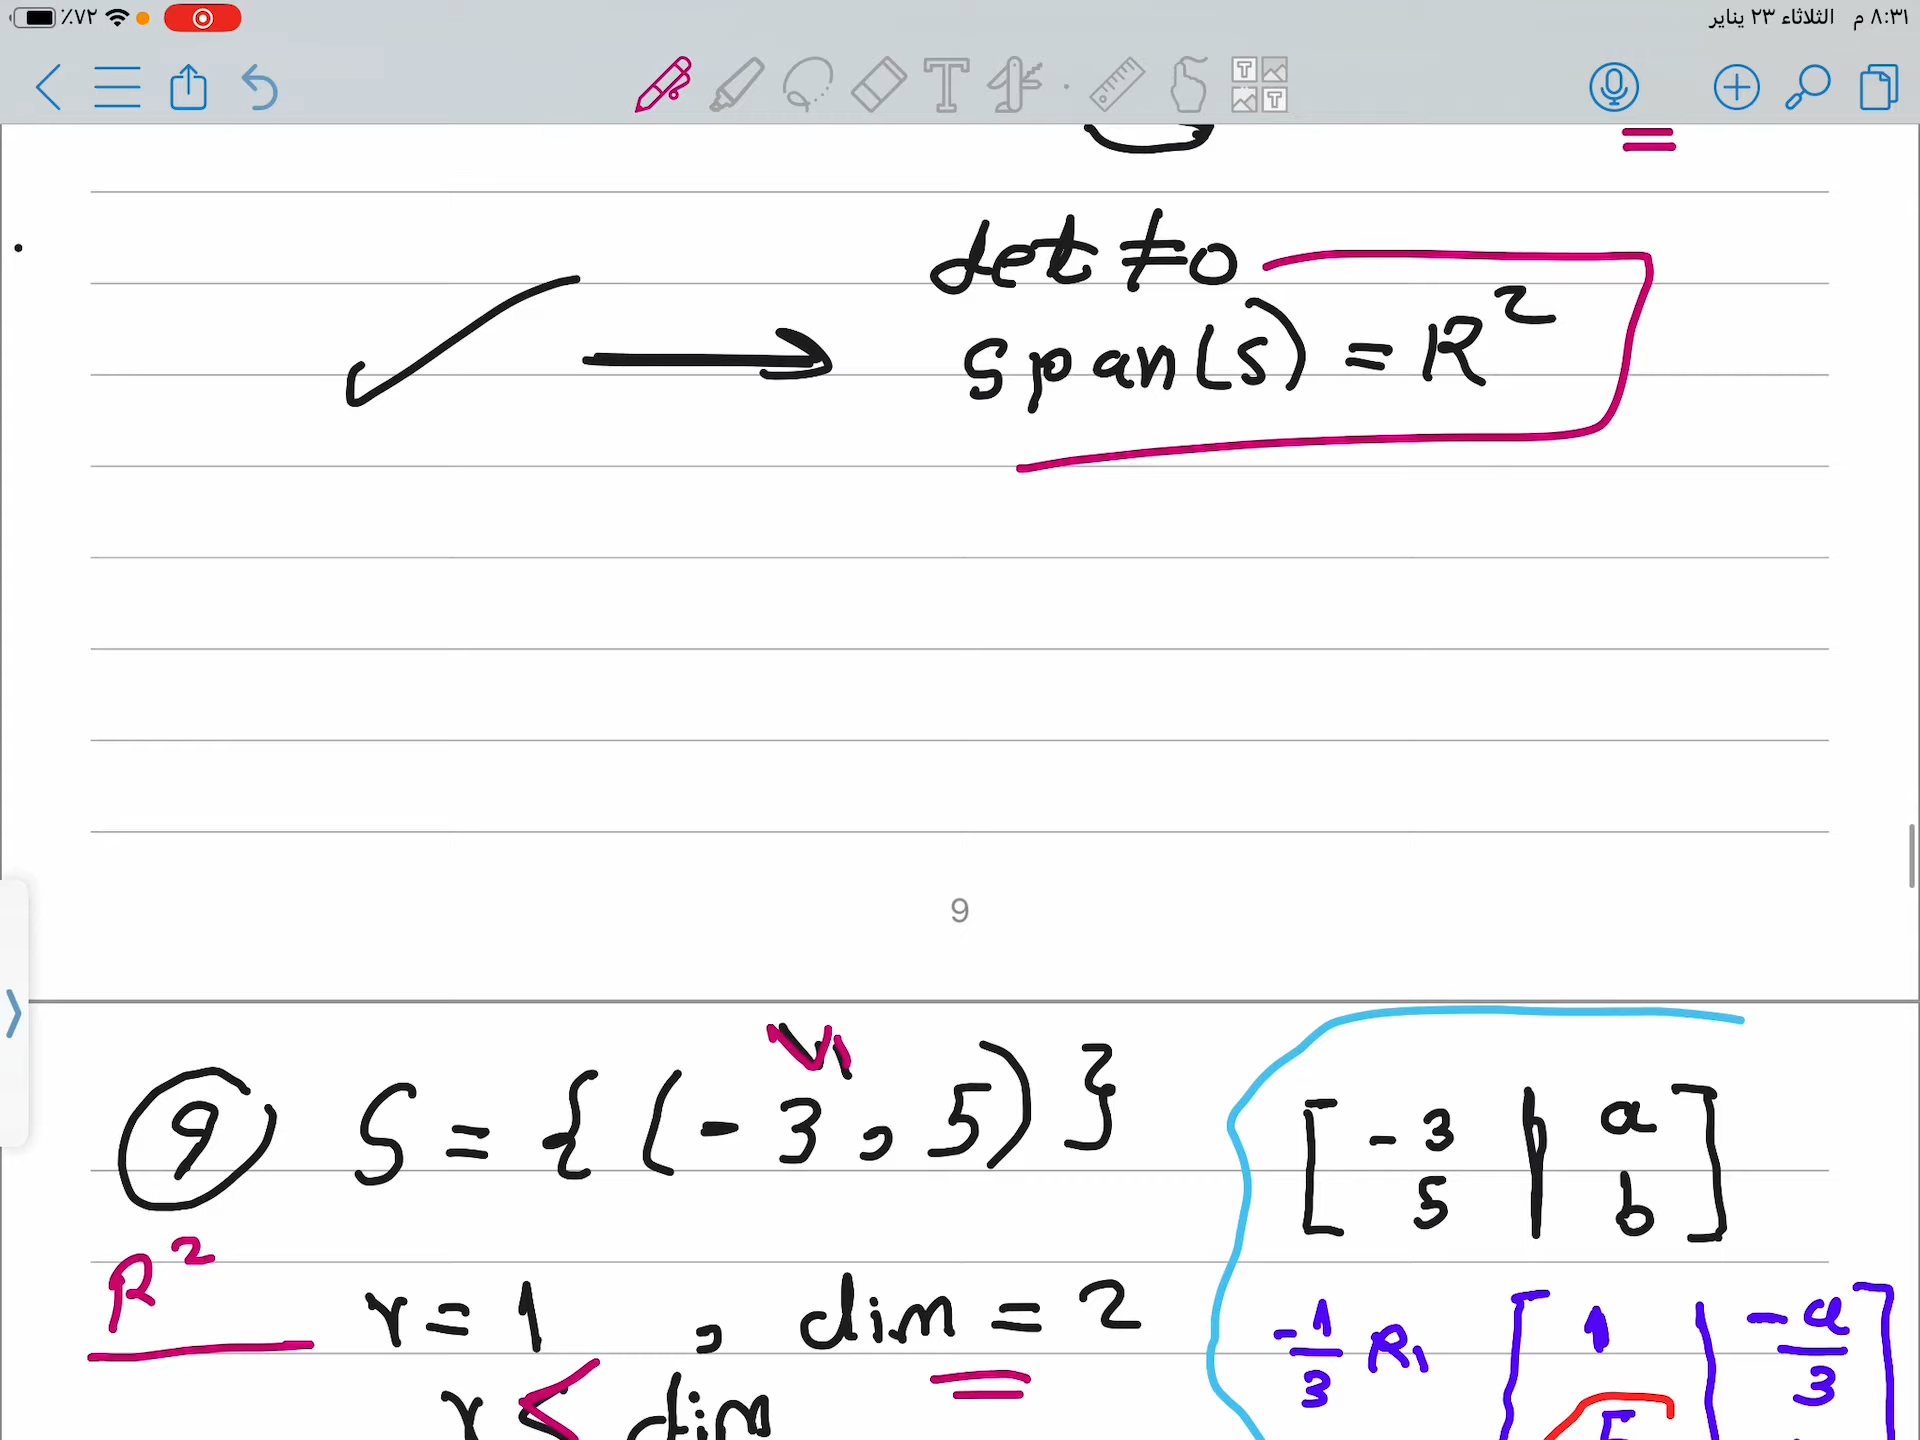 ٪٧٢ ٨:٣١ م الثلاثاء ٢٣ يناير
det ≠ 0
span(S) = R²
9
V₁
9 S = {(-3, 5)}
[-3 | a]
[5 | b]
R² r = 1 , dim = 2
-1/3 R₁ [1 | -a/3]
r < dim
5